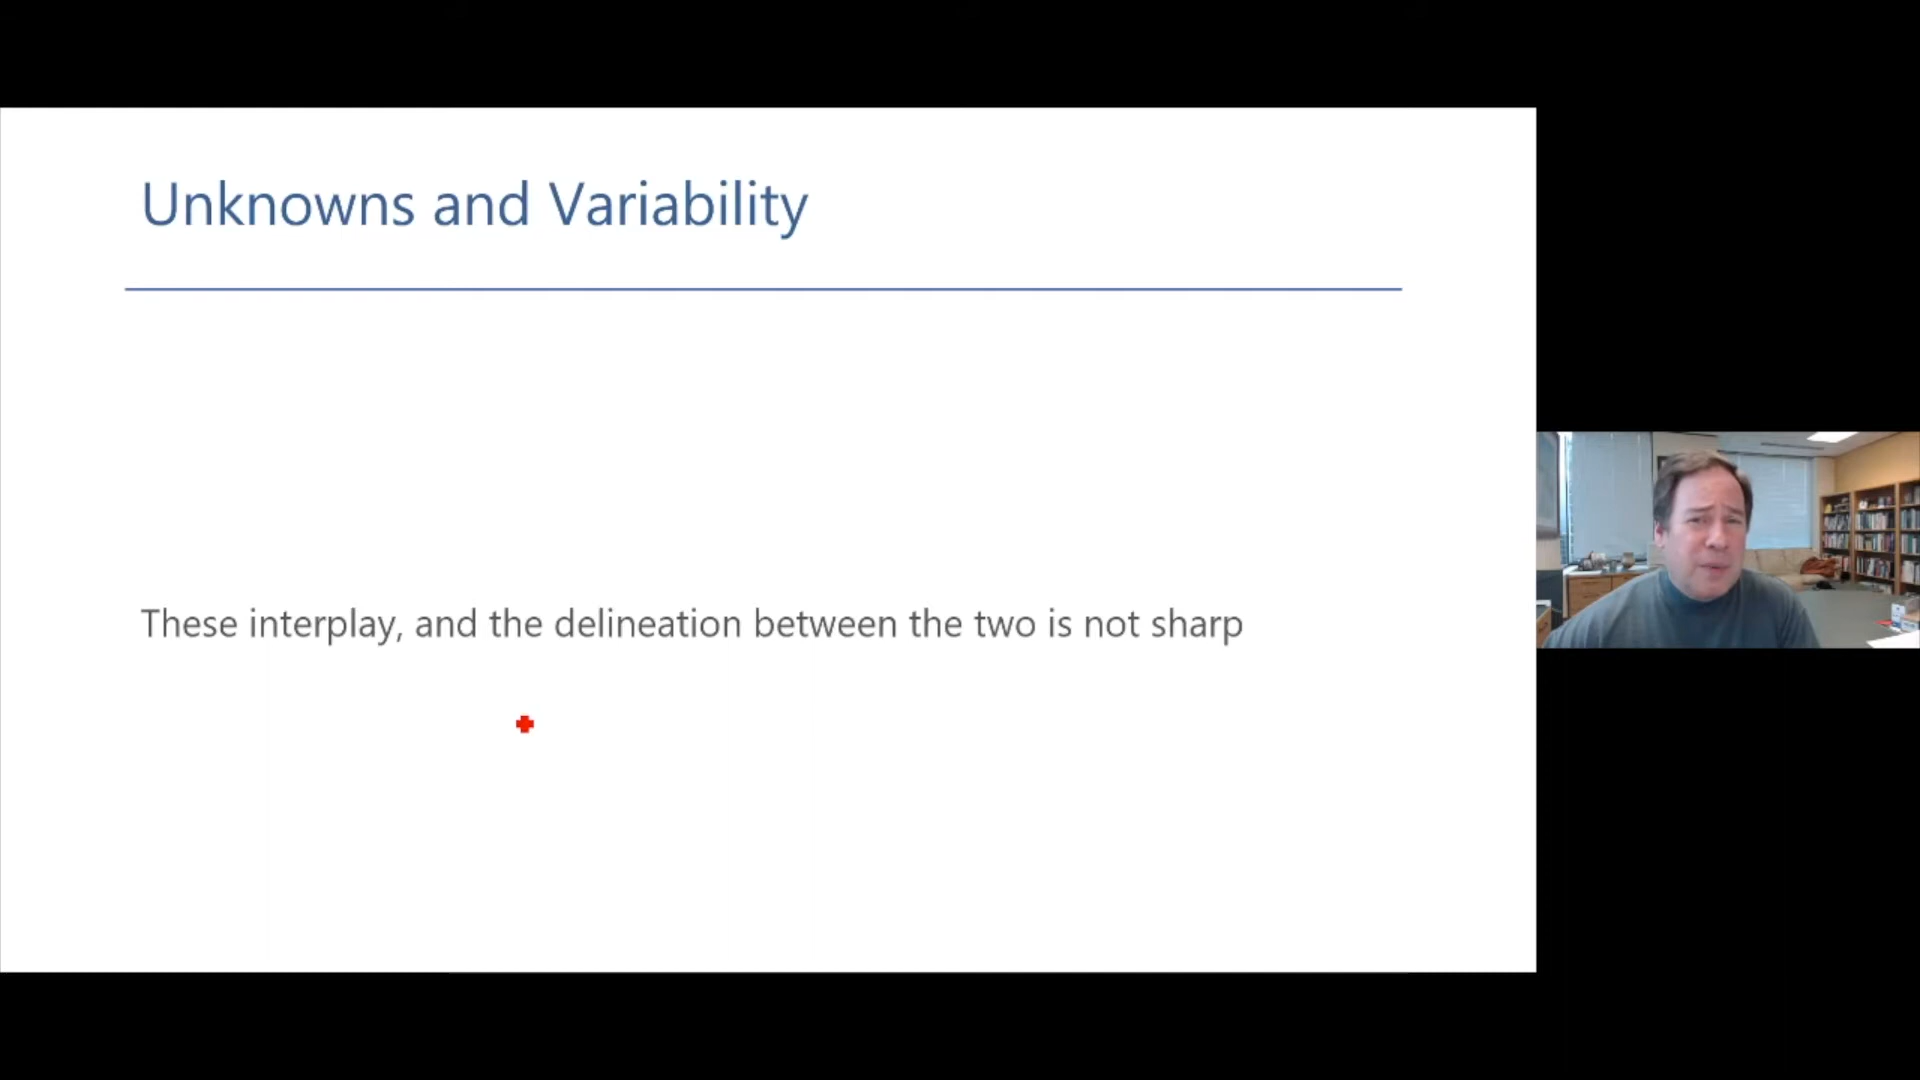 Unknowns and Variability
These interplay, and the delineation between the two is not sharp